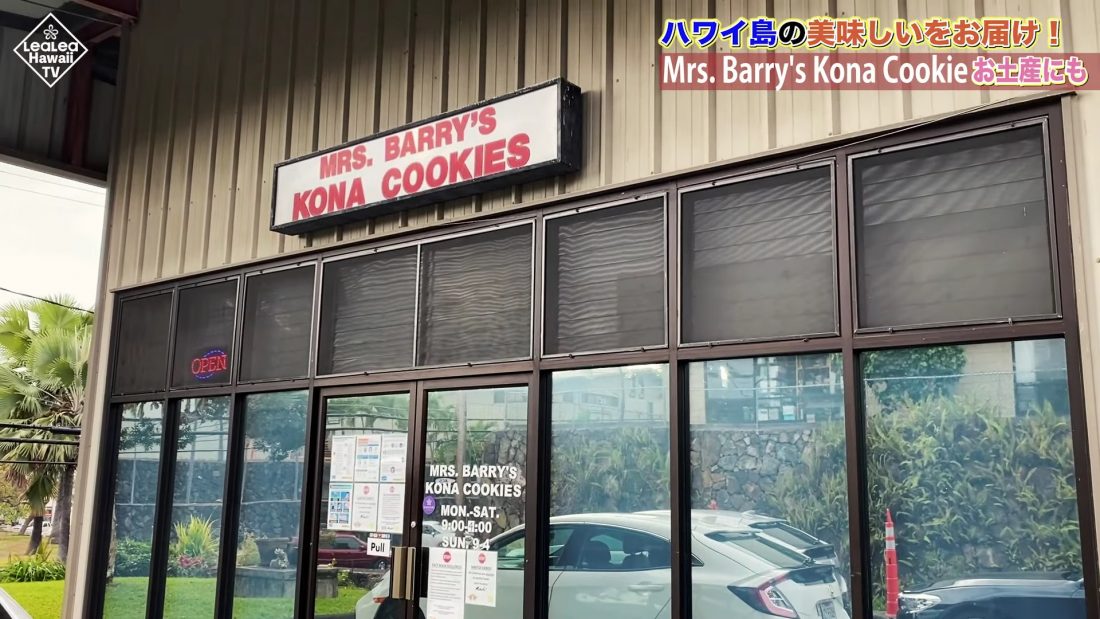 LeaLea
Hawaii
TV
ハワイ島の美味しいをお届け！
Mrs. Barry's Kona Cookie お土産にも
MRS. BARRY'S
KONA COOKIES
OPEN
MRS. BARRY'S
KONA COOKIES
MON.-SAT.
SUN. 9-4
Pull